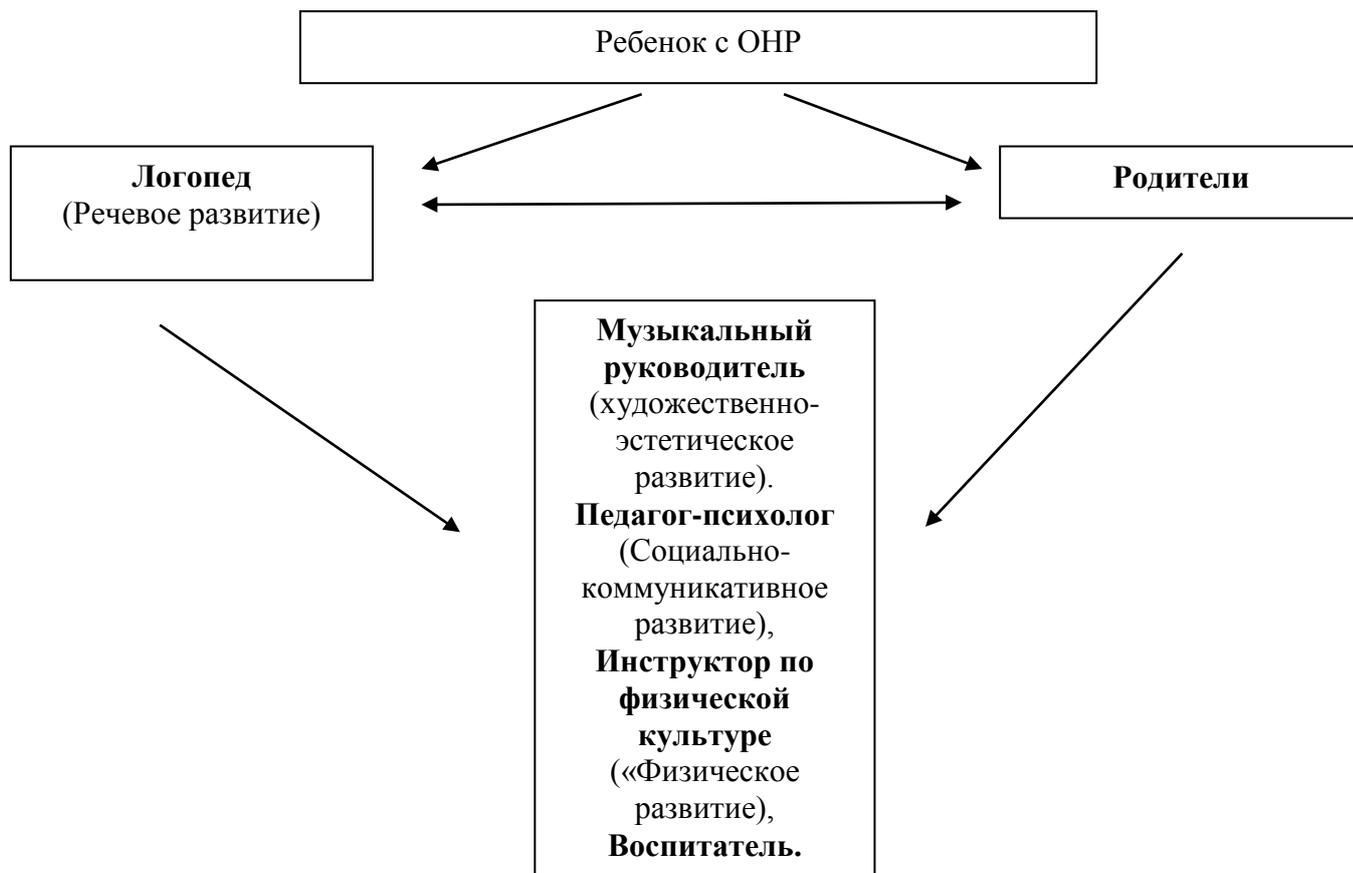 Ребенок с ОНР
Логопед
(Речевое развитие)
Родители
Музыкальный
руководитель
(художественно-
эстетическое
развитие).
Педагог-психолог
(Социально-
коммуникативное
развитие),
Инструктор по
физической
культуре
(«Физическое
развитие),
Воспитатель.